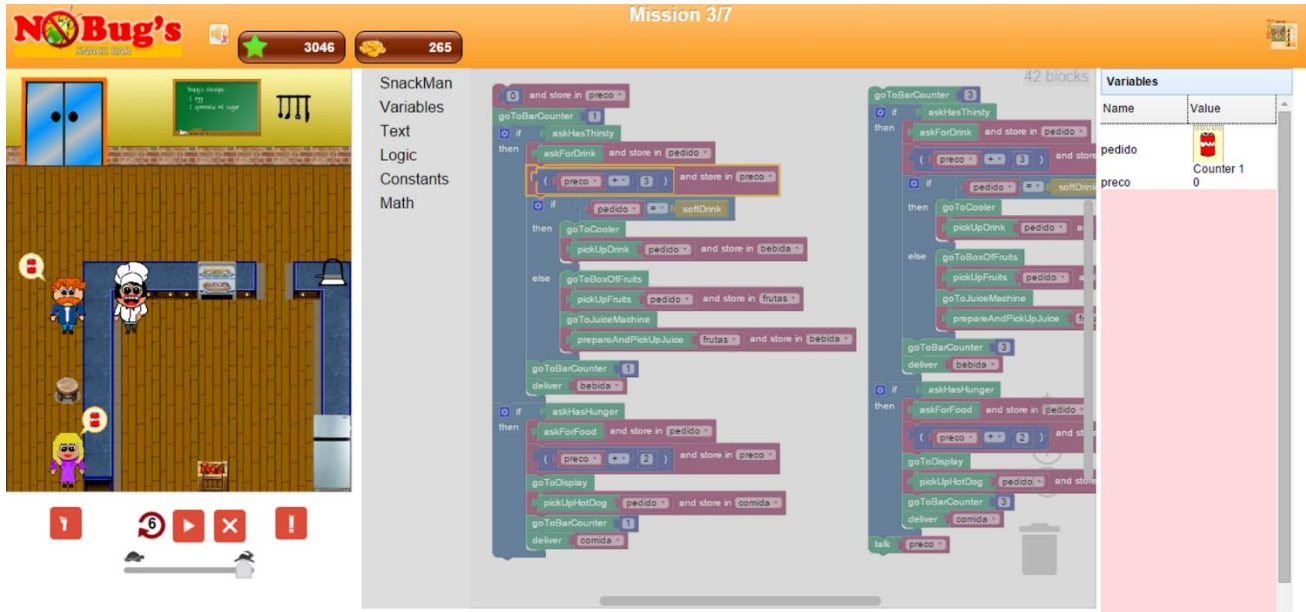 NOBug's
SNACK BAR
3046
265
Mission 3/7
SnackMan
Variables
Text
Logic
Constants
Math
42 blocks
0 and store in preco
goToBarCounter 1
if askHasThirsty
then askForDrink and store in pedido
( preco + 3 ) and store in preco
if pedido = softDrink
then goToCooler
pickUpDrink pedido and store in bebida
else goToBoxOfFruits
pickUpFruits pedido and store in frutas
goToJuiceMachine
prepareAndPickUpJuice frutas and store in bebida
goToBarCounter 1
deliver bebida
if askHasHunger
then askForFood and store in pedido
( preco + 2 ) and store in preco
goToDisplay
pickUpHotDog pedido and store in comida
goToBarCounter 1
deliver comida
goToBarCounter 3
if askHasThirsty
then askForDrink and store in pedido
( preco + 3 ) and store
if pedido = softDrink
then goToCooler
pickUpDrink pedido
else goToBoxOfFruits
pickUpFruits pedido
goToJuiceMachine
prepareAndPickUpJuice
goToBarCounter 3
deliver bebida
if askHasHunger
then askForFood and store in pedido
( preco + 2 ) and st
goToDisplay
pickUpHotDog pedido and store
goToBarCounter 3
deliver comida
talk preco
Variables
Name Value
pedido
Counter 1
preco 0
6